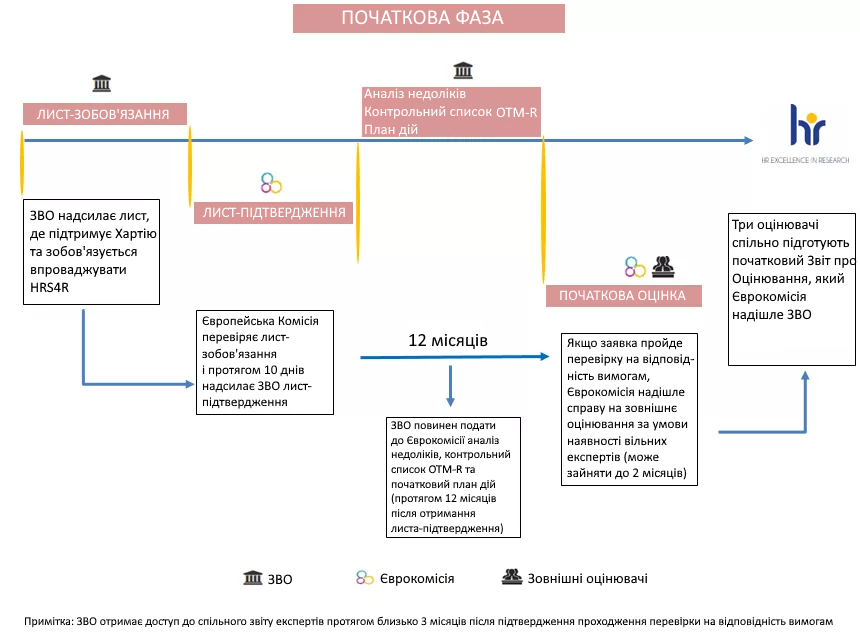 ПОЧАТКОВА ФАЗА
ЛИСТ-ЗОБОВ'ЯЗАННЯ
Аналіз недоліків
Контрольний список OTM-R
План дій
hr
HR EXCELLENCE IN RESEARCH
ЛИСТ-ПІДТВЕРДЖЕННЯ
ЗВО надсилає лист,
де підтримує Хартію
та зобов'язується
впроваджувати
HRS4R
ПОЧАТКОВА ОЦІНКА
Три оцінювачі
спільно підготують
початковий Звіт про
Оцінювання, який
Єврокомісія
надішле ЗВО
Європейська Комісія
перевіряє лист-
зобов'язання
і протягом 10 днів
надсилає ЗВО лист-
підтвердження
12 місяців
ЗВО повинен подати
до Єврокомісії аналіз
недоліків, контрольний
список OTM-R та
початковий план дій
(протягом 12 місяців
після отримання
листа-підтвердження)
Якщо заявка пройде
перевірку на відповід-
ність вимогам,
Єврокомісія надішле
справу на зовнішнє
оцінювання за умови
наявності вільних
експертів (може
зайняти до 2 місяців)
ЗВО
Єврокомісія
Зовнішні оцінювачі
Примітка: ЗВО отримає доступ до спільного звіту експертів протягом близько 3 місяців після підтвердження проходження перевірки на відповідність вимогам